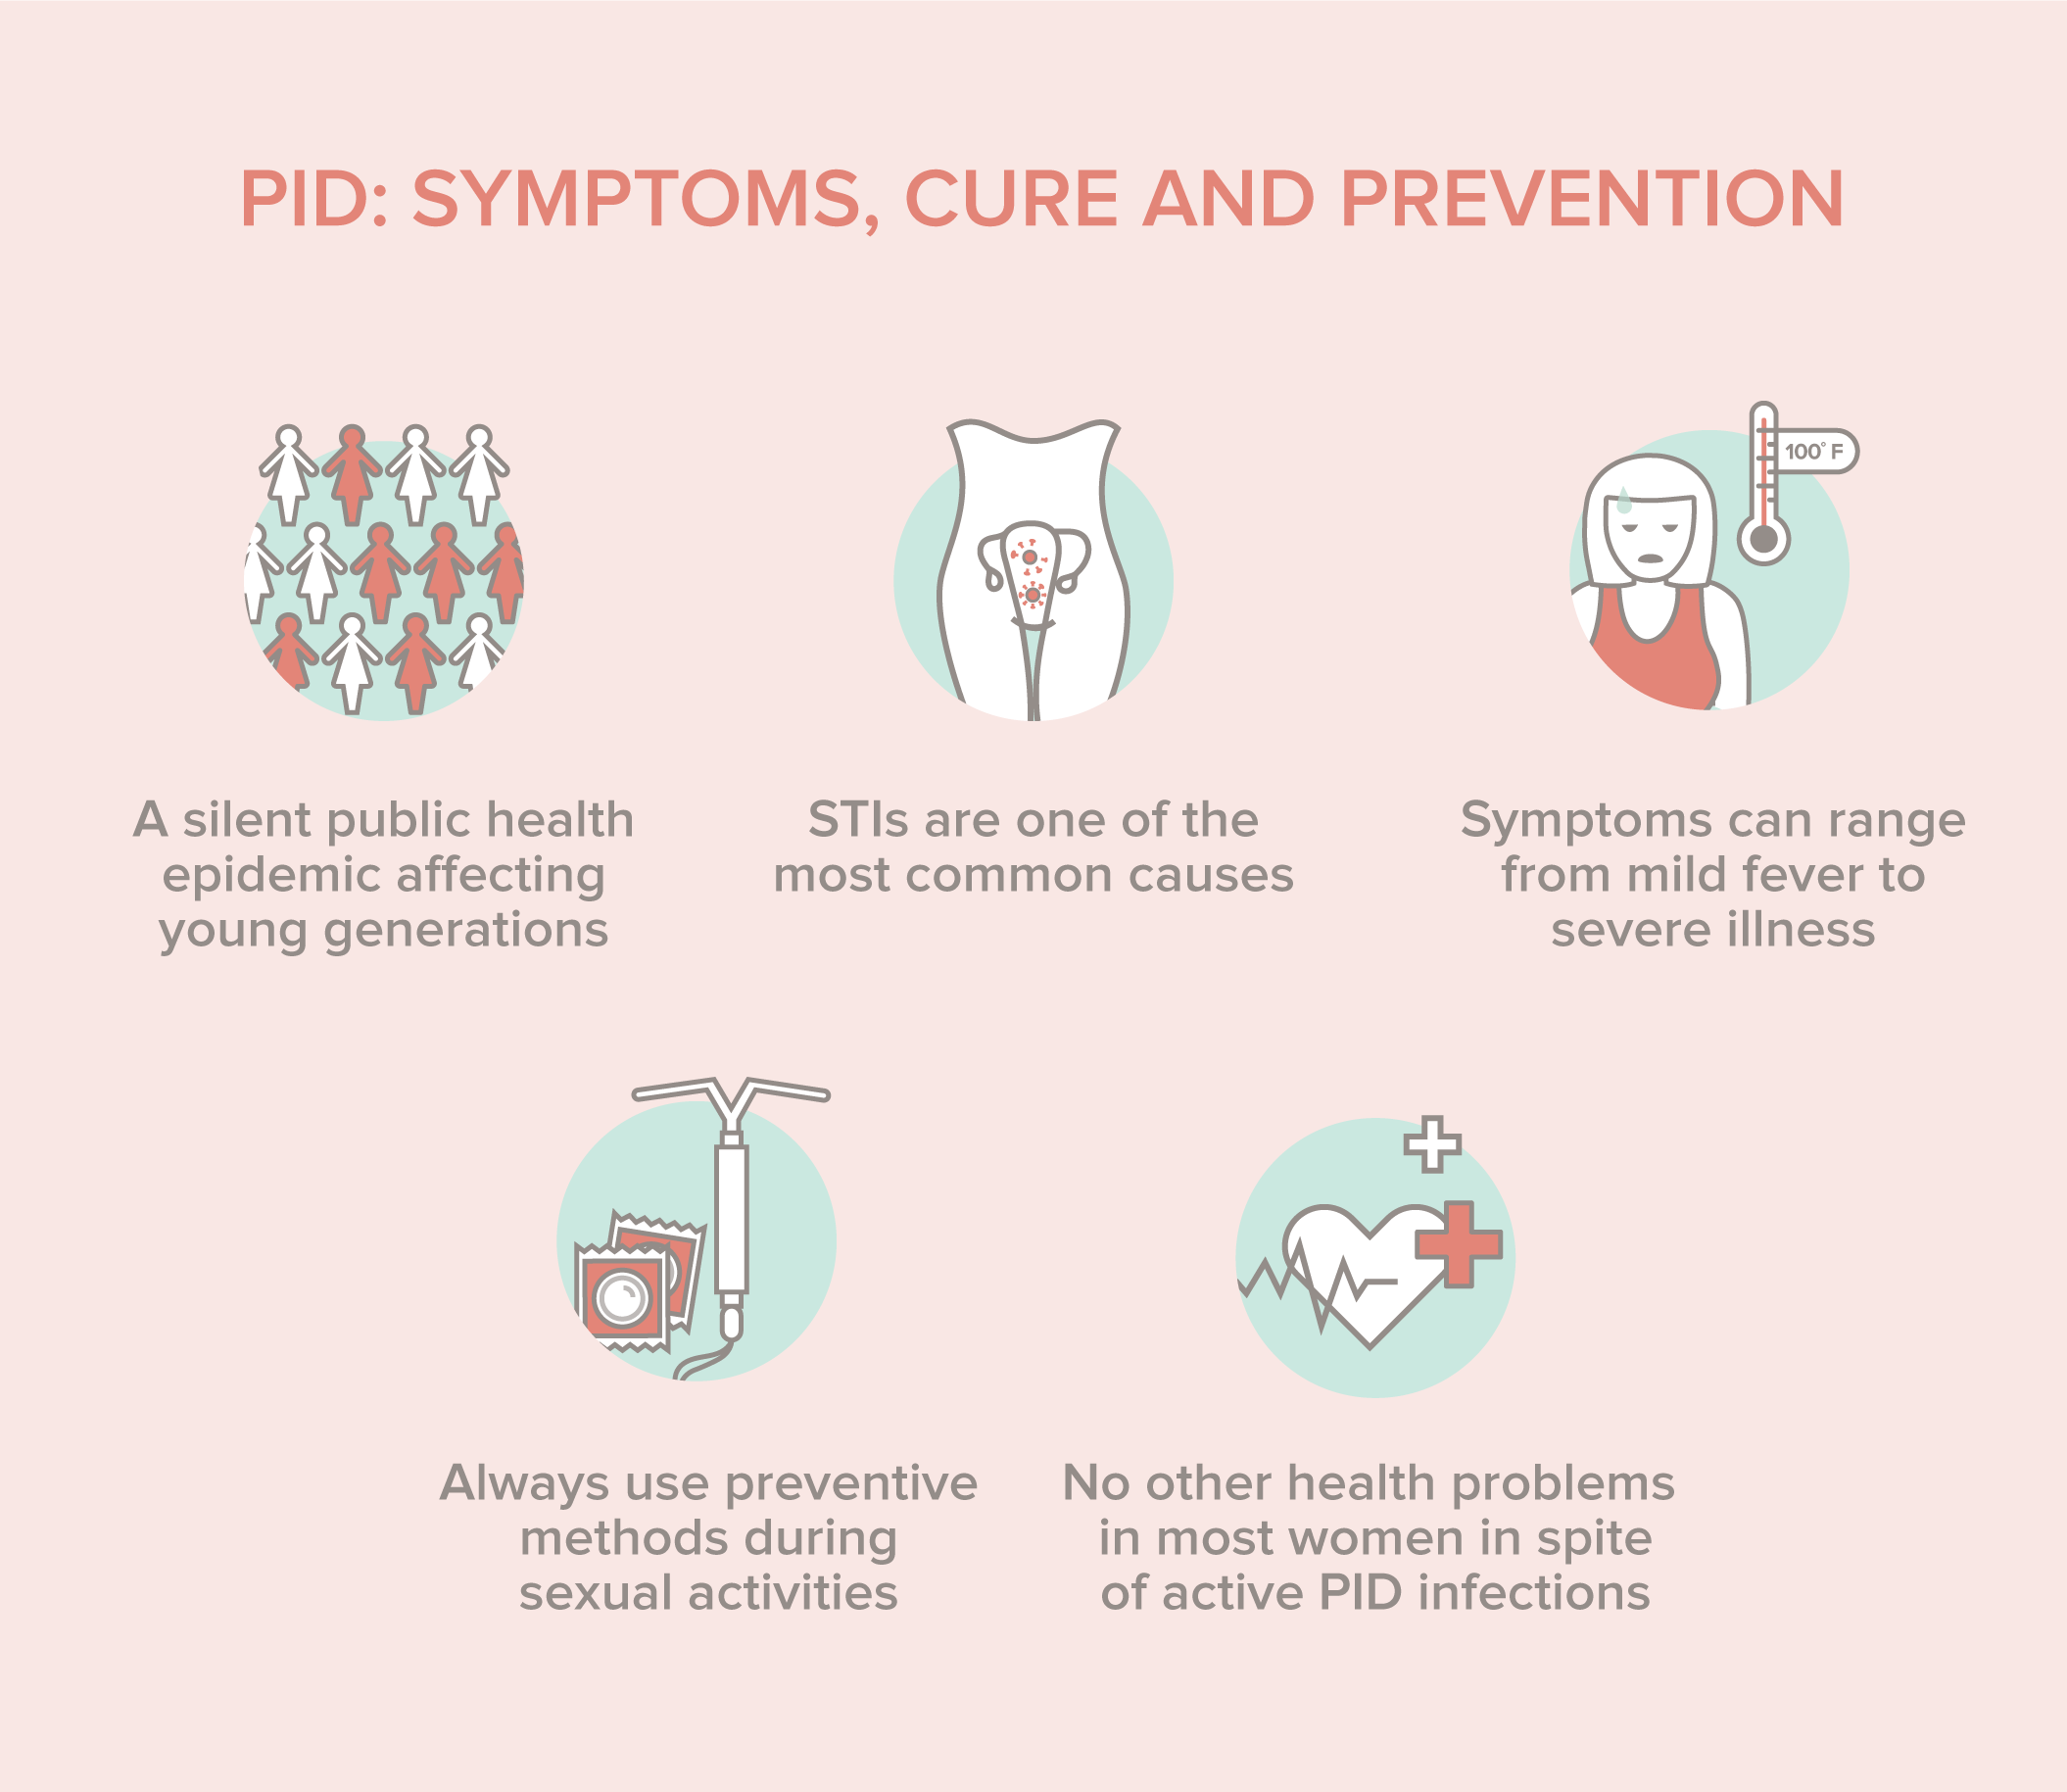 PID: SYMPTOMS, CURE AND PREVENTION
100° F
A silent public health
epidemic affecting
young generations
STIs are one of the
most common causes
Symptoms can range
from mild fever to
severe illness
Always use preventive
methods during
sexual activities
No other health problems
in most women in spite
of active PID infections